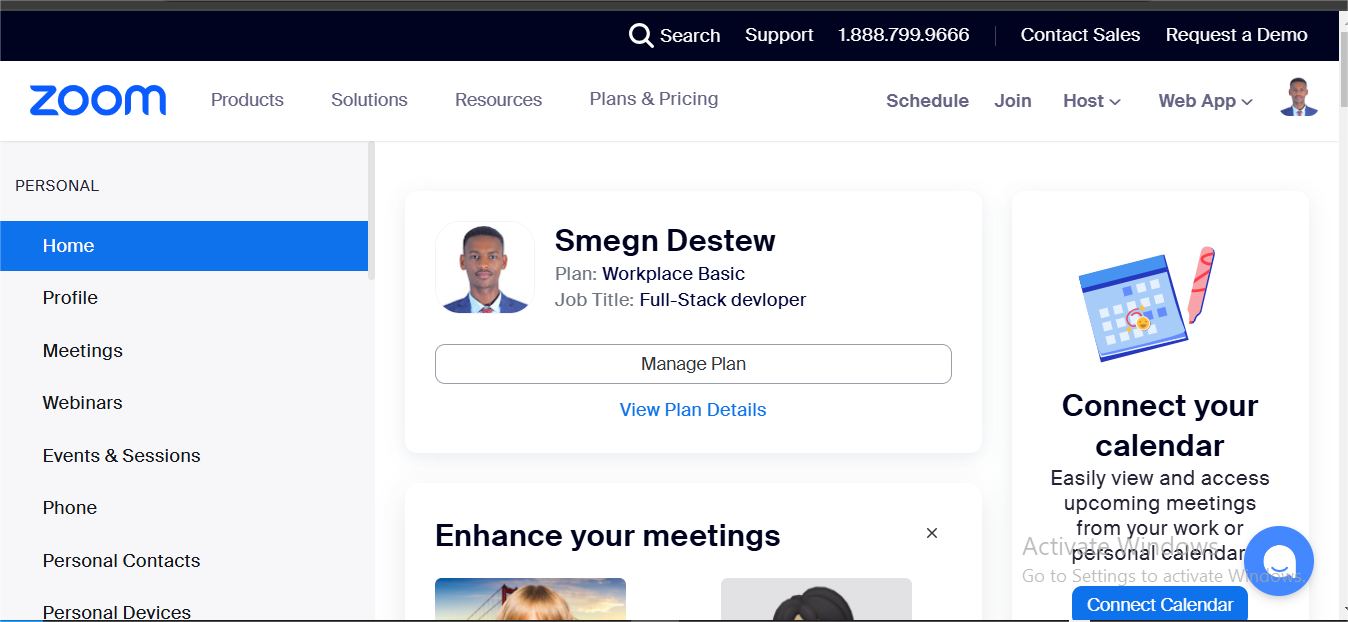 Search Support 1.888.799.9666 Contact Sales Request a Demo
zoom Products Solutions Resources Plans & Pricing Schedule Join Host Web App
PERSONAL
Home
Profile
Meetings
Webinars
Events & Sessions
Phone
Personal Contacts
Personal Devices
Smegn Destew
Plan: Workplace Basic
Job Title: Full-Stack devloper
Manage Plan
View Plan Details
Enhance your meetings
Connect your
calendar
Easily view and access
upcoming meetings
from your work or
personal calendar
Connect Calendar
Activate Windows
Go to Settings to activate Windows.